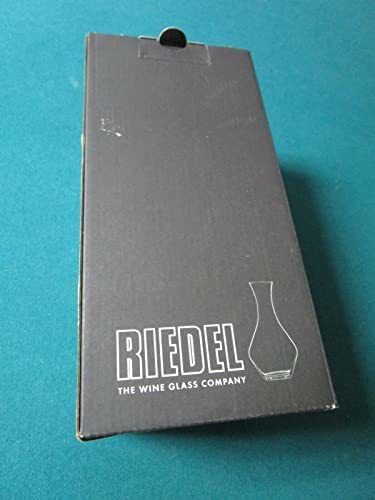 RIEDEL
THE WINE GLASS COMPANY